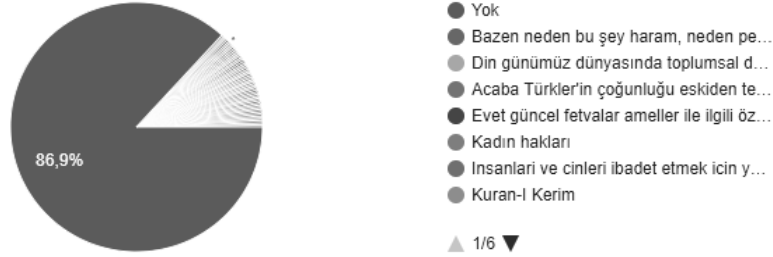 86,9%
Yok
Bazen neden bu şey haram, neden pe...
Din günümüz dünyasında toplumsal d...
Acaba Türkler'in çoğunluğu eskiden te...
Evet güncel fetvalar ameller ile ilgili öz...
Kadın hakları
Insanlari ve cinleri ibadet etmek icin y...
Kuran-I Kerim
1/6